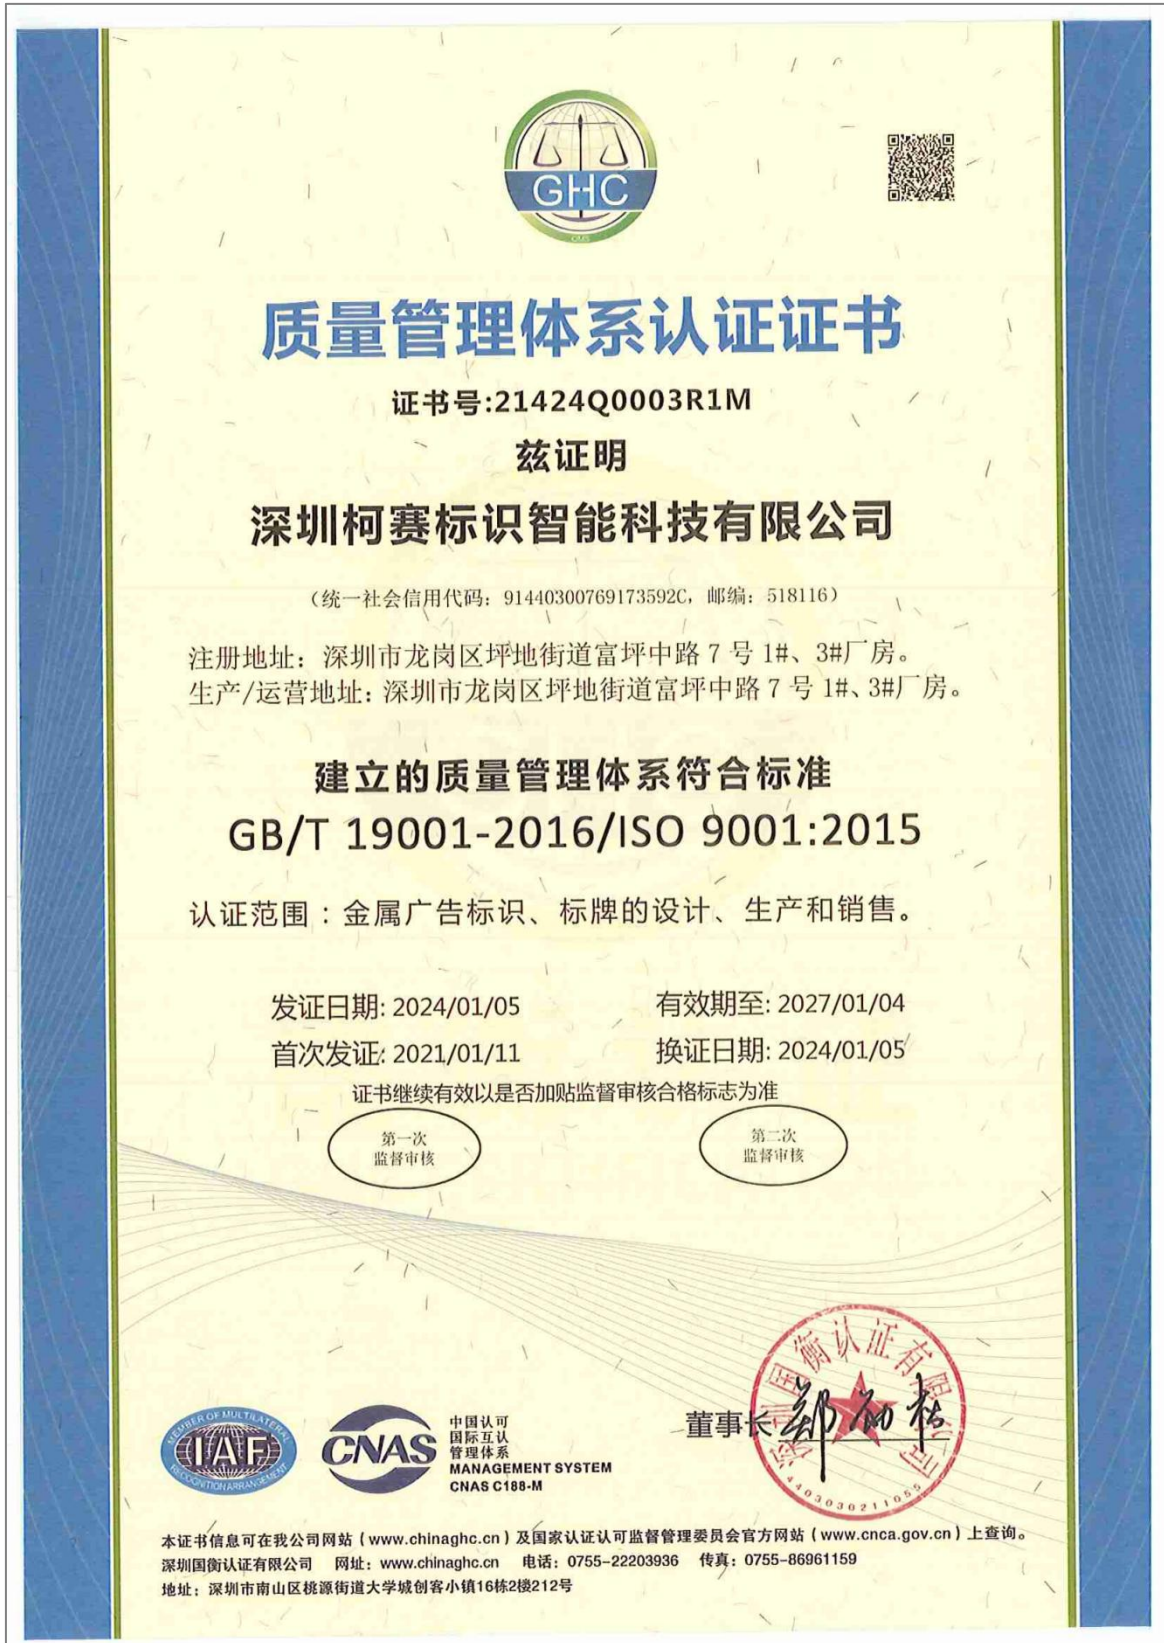 GHC
QMS
质量管理体系认证证书
证书号:21424Q0003R1M
兹证明
深圳柯赛标识智能科技有限公司
（统一社会信用代码：91440300769173592C，邮编：518116）
注册地址：深圳市龙岗区坪地街道富坪中路 7 号 1#、3#厂房。
生产/运营地址：深圳市龙岗区坪地街道富坪中路 7 号 1#、3#厂房。
建立的质量管理体系符合标准
GB/T 19001-2016/ISO 9001:2015
认证范围：金属广告标识、标牌的设计、生产和销售。
发证日期: 2024/01/05 有效期至: 2027/01/04
首次发证: 2021/01/11 换证日期: 2024/01/05
证书继续有效以是否加贴监督审核合格标志为准
第一次
监督审核
第二次
监督审核
深圳国衡认证有限公司
4403030211055
董事长
MEMBER OF MULTILATERAL
IAF
RECOGNITION ARRANGEMENT
CNAS
中国认可
国际互认
管理体系
MANAGEMENT SYSTEM
CNAS C188-M
本证书信息可在我公司网站（www.chinaghc.cn）及国家认证认可监督管理委员会官方网站（www.cnca.gov.cn）上查询。
深圳国衡认证有限公司 网址：www.chinaghc.cn 电话：0755-22203936 传真：0755-86961159
地址：深圳市南山区桃源街道大学城创客小镇16栋2楼212号